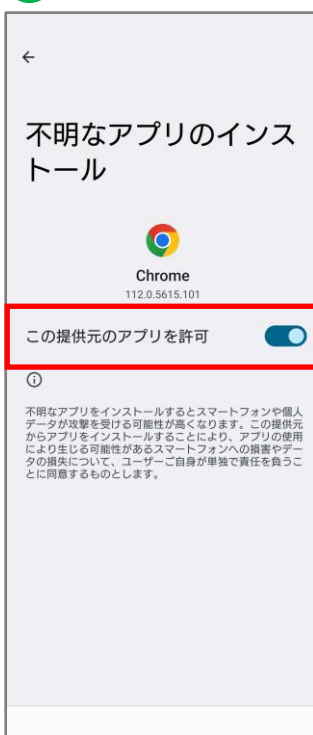 不明なアプリのインス
トール
Chrome
112.0.5615.101
この提供元のアプリを許可
不明なアプリをインストールするとスマートフォンや個人
データが攻撃を受ける可能性が高くなります。この提供元
からアプリをインストールすることにより、アプリの使用
により生じる可能性があるスマートフォンへの損害やデー
タの損失について、ユーザーご自身が単独で責任を負うこ
とに同意するものとします。